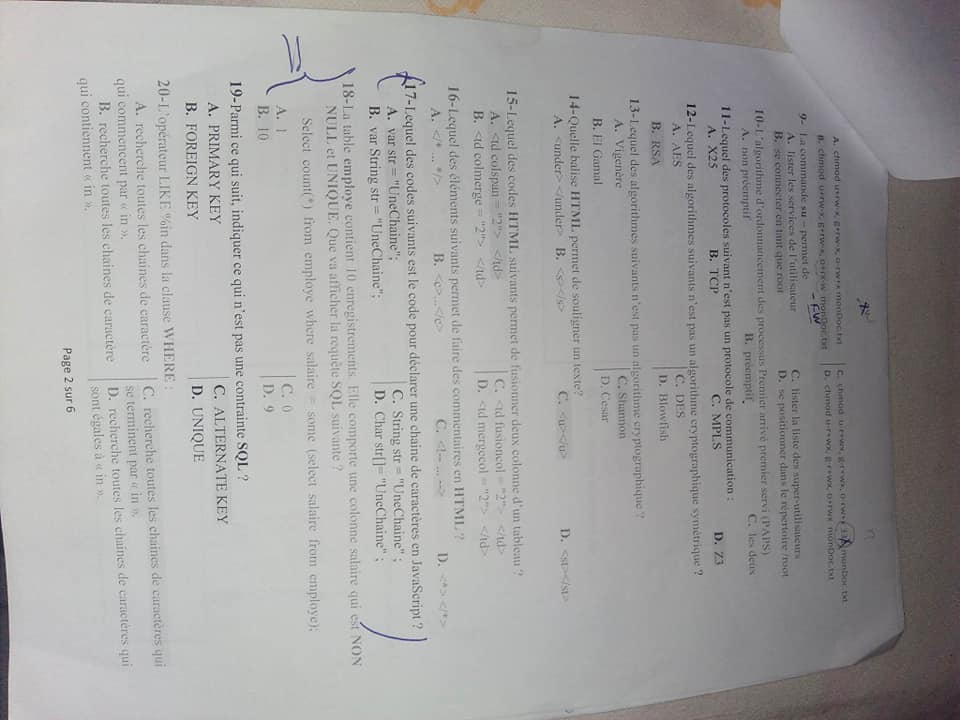 A. chmod u+rw-x, g+rw-x, o-rw+x monDoc.txt
C. chmod u-r+wx, g-r+wx, o-rw+x 33 monDoc.txt
B. chmod u+rw-x, g+rw-x, o+rx-w monDoc.txt
D. chmod u-r+wx, g-r+wx, o+rwx monDoc.txt
- rw
9- La commande su – permet de
A. lister les services de l'utilisateur
C. lister la liste des super-utilisateurs
B. se connecter en tant que root
D. se positionner dans le répertoire /root
10-L'algorithme d'ordonnancement des processus Premier arrivé premier servi (PAPS)
A. non préemptif B. préemptif C. les deux
11-Lequel des protocoles suivant n'est pas un protocole de communication :
A. X25 B. TCP C. MPLS D. Z3
12-Lequel des algorithmes suivants n'est pas un algorithme cryptographique symétrique ?
A. AES C. DES
B. RSA D. Blowfish
13-Lequel des algorithmes suivants n'est pas un algorithme cryptographique ?
A. Vigenère C. Shannon
B. El Gamal D. Cesar
14-Quelle balise HTML permet de souligner un texte?
A. <under> </under> B. <s></s> C. <u></u> D. <st></st>
15-Lequel des codes HTML suivants permet de fusionner deux colonne d'un tableau ?
A. <td colspan = "2"> </td> C. <td fusioncol = "2"> </td>
B. <td colmerge = "2"> </td> D. <td mergecol = "2"> </td>
16-Lequel des éléments suivants permet de faire des commentaires en HTML ?
A. </* ... */> B. <c>...</c> C. <!-- ... --> D. <*> </*>
17-Lequel des codes suivants est le code pour déclarer une chaine de caractères en JavaScript ?
A. var str = "UneChaine"; C. String str = "UneChaine" ;
B. var String str = "UneChaine"; D. Char str[]= "UneChaine" ;
18-La table employe contient 10 enregistrements. Elle comporte une colonne salaire qui est NON
NULL et UNIQUE. Que va afficher la requête SQL suivante ?
Select count(*) from employe where salaire = some (select salaire from employe);
A. 1 C. 0
B. 10 D. 9
19-Parmi ce qui suit, indiquer ce qui n'est pas une contrainte SQL ?
A. PRIMARY KEY C. ALTERNATE KEY
B. FOREIGN KEY D. UNIQUE
20-L'opérateur LIKE %in dans la clause WHERE :
A. recherche toutes les chaines de caractère
qui commencent par « in ».
B. recherche toutes les chaines de caractère
qui contiennent « in ».
C. recherche toutes les chaines de caractères qui
se terminent par « in ».
D. recherche toutes les chaines de caractères qui
sont égales à « in ».
Page 2 sur 6